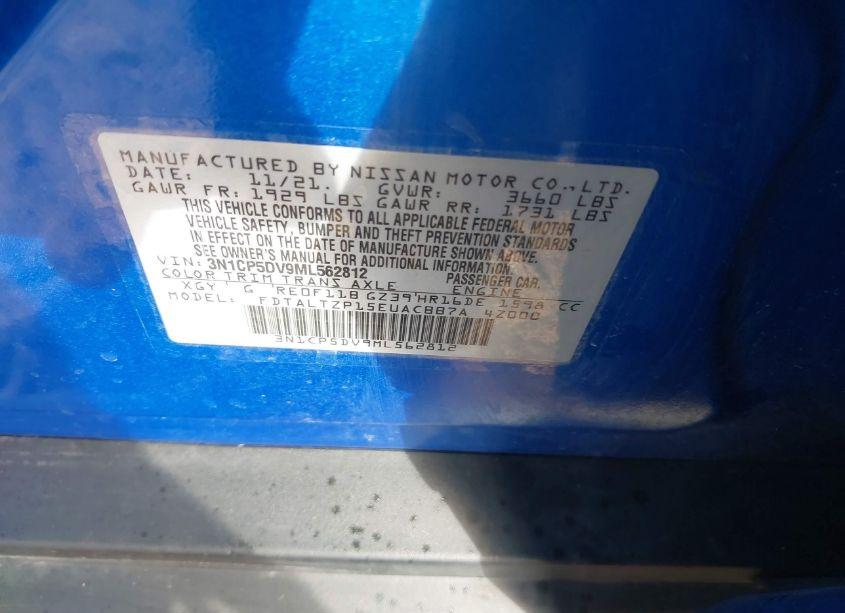 MANUFACTURED BY NISSAN MOTOR CO.,LTD.
DATE: 11/21. GVWR: 3660 LBS
GAWR FR: 1929 LBS GAWR RR: 1731 LBS
THIS VEHICLE CONFORMS TO ALL APPLICABLE FEDERAL MOTOR
VEHICLE SAFETY, BUMPER AND THEFT PREVENTION STANDARDS
IN EFFECT ON THE DATE OF MANUFACTURE SHOWN ABOVE.
SEE OWNER'S MANUAL FOR ADDITIONAL INFORMATION.
VIN: 3N1CP5DV9ML562812 PASSENGER CAR.
COLOR TRIM TRANS AXLE ENGINE
XGY G RE0F11B GZ39 HR16DE 1598 CC
MODEL: FDTALTZP15EUACBB7A 4Z000
3N1CP5DV9ML562812